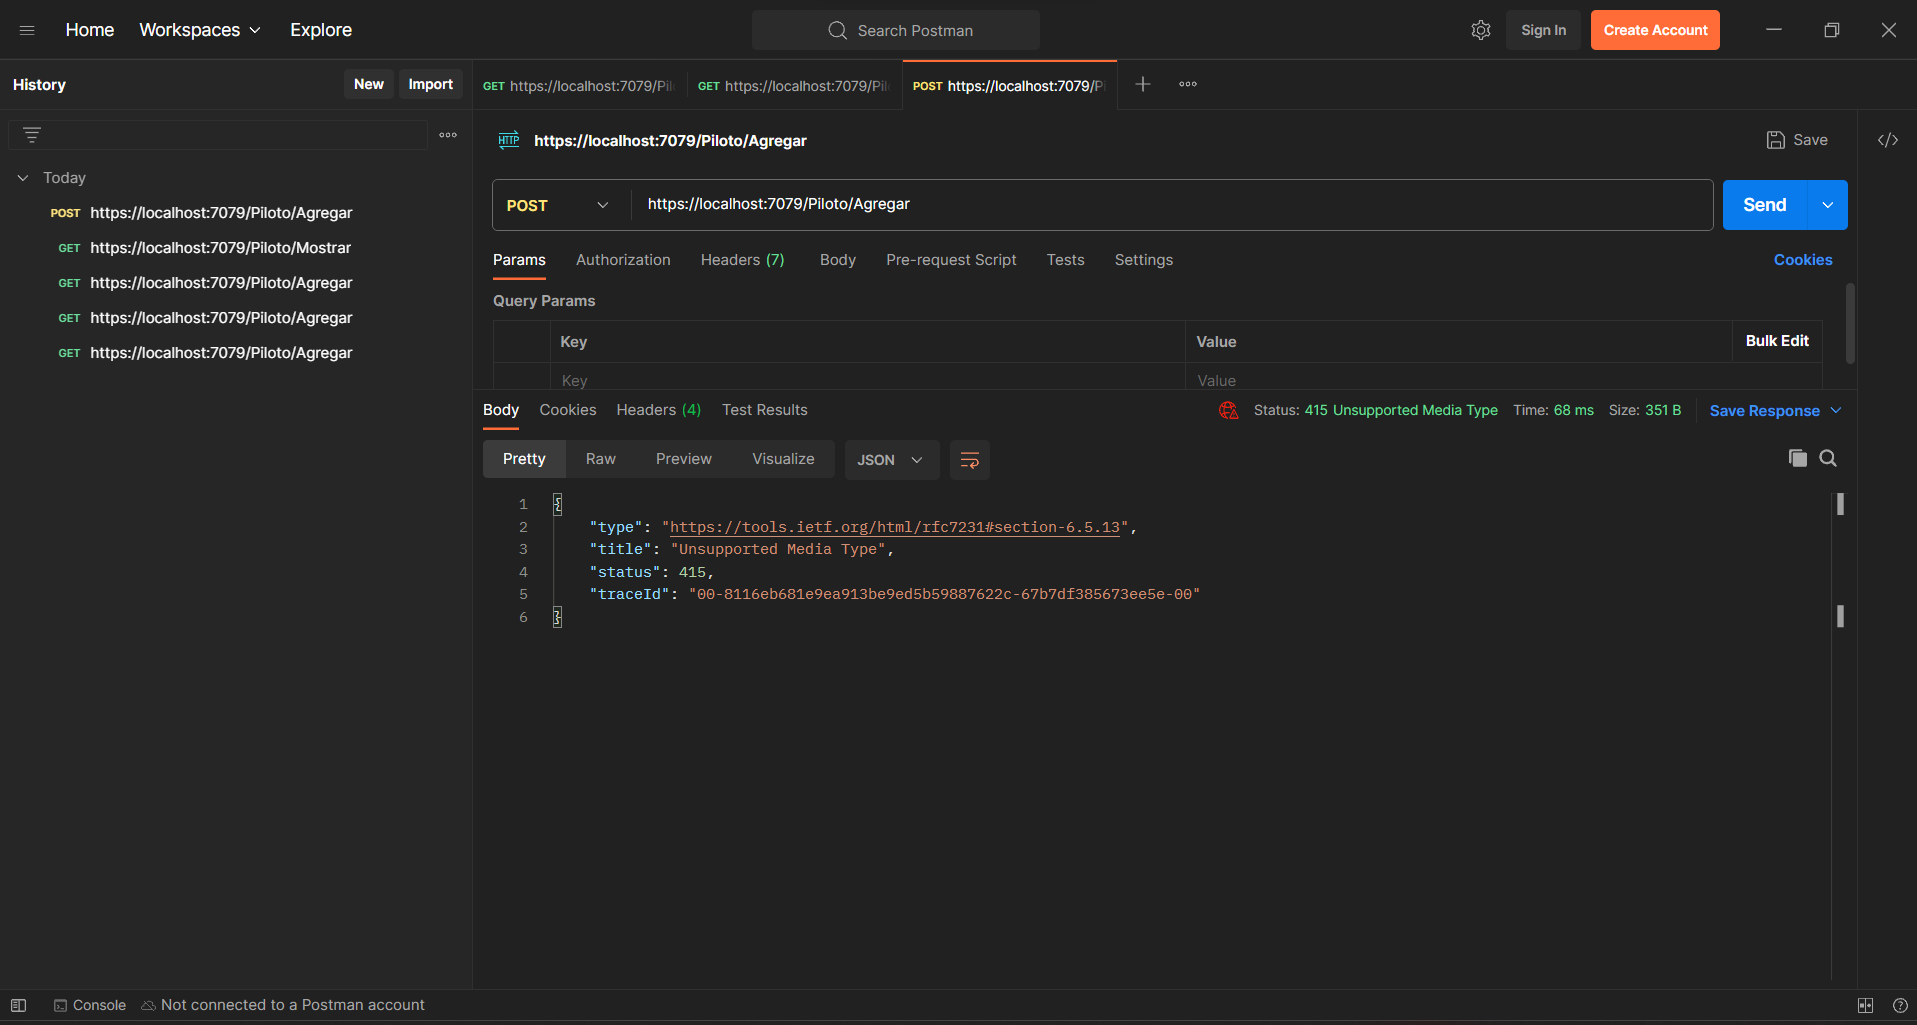 Home Workspaces Explore Search Postman Sign In Create Account
History New Import
GET https://localhost:7079/Pil GET https://localhost:7079/Pil POST https://localhost:7079/P
HTTP https://localhost:7079/Piloto/Agregar Save </>
Today
POST https://localhost:7079/Piloto/Agregar
GET https://localhost:7079/Piloto/Mostrar
GET https://localhost:7079/Piloto/Agregar
GET https://localhost:7079/Piloto/Agregar
GET https://localhost:7079/Piloto/Agregar
POST https://localhost:7079/Piloto/Agregar Send
Params Authorization Headers (7) Body Pre-request Script Tests Settings Cookies
Query Params
Key Value Bulk Edit
Key Value
Body Cookies Headers (4) Test Results Status: 415 Unsupported Media Type Time: 68 ms Size: 351 B Save Response
Pretty Raw Preview Visualize JSON
1 {
2 "type": "https://tools.ietf.org/html/rfc7231#section-6.5.13",
3 "title": "Unsupported Media Type",
4 "status": 415,
5 "traceId": "00-8116eb681e9ea913be9ed5b59887622c-67b7df385673ee5e-00"
6 }
Console Not connected to a Postman account